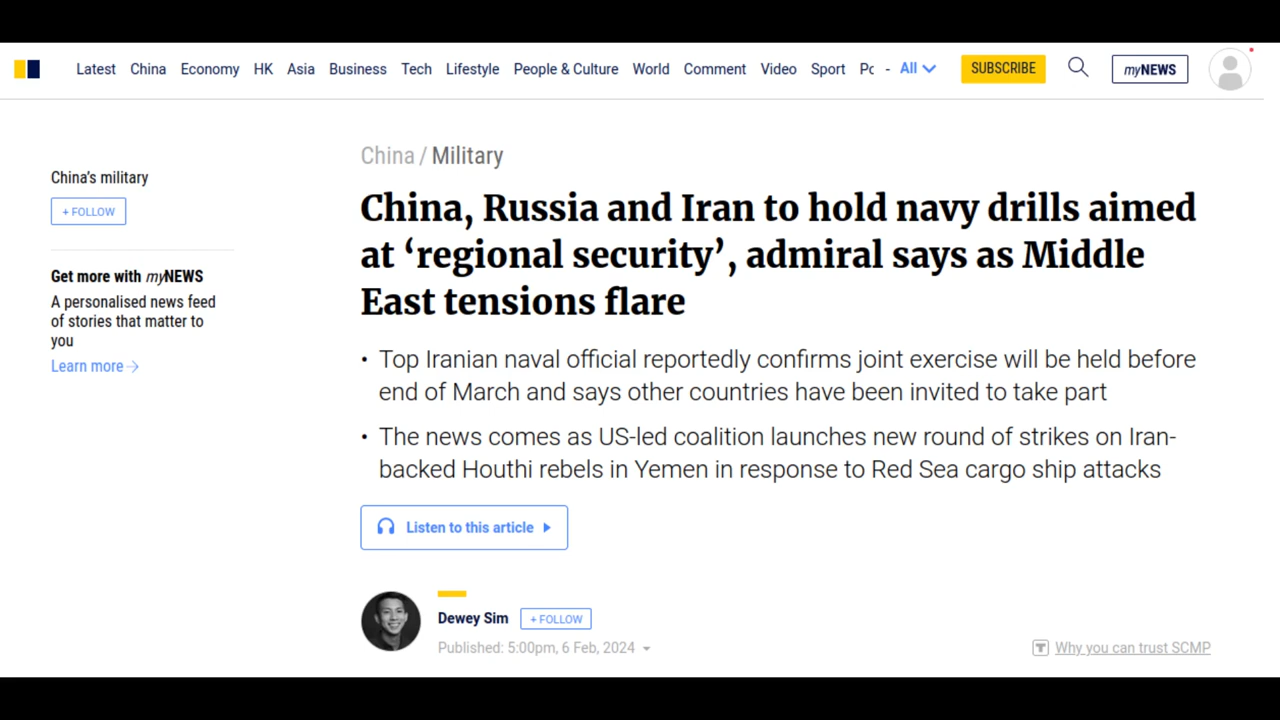 Latest China Economy HK Asia Business Tech Lifestyle People & Culture World Comment Video Sport Pc - All SUBSCRIBE myNEWS
China / Military
China's military
+ FOLLOW
Get more with myNEWS
A personalised news feed
of stories that matter to
you
Learn more
China, Russia and Iran to hold navy drills aimed
at ‘regional security’, admiral says as Middle
East tensions flare
• Top Iranian naval official reportedly confirms joint exercise will be held before
end of March and says other countries have been invited to take part
• The news comes as US-led coalition launches new round of strikes on Iran-
backed Houthi rebels in Yemen in response to Red Sea cargo ship attacks
Listen to this article
Dewey Sim + FOLLOW
Published: 5:00pm, 6 Feb, 2024
Why you can trust SCMP